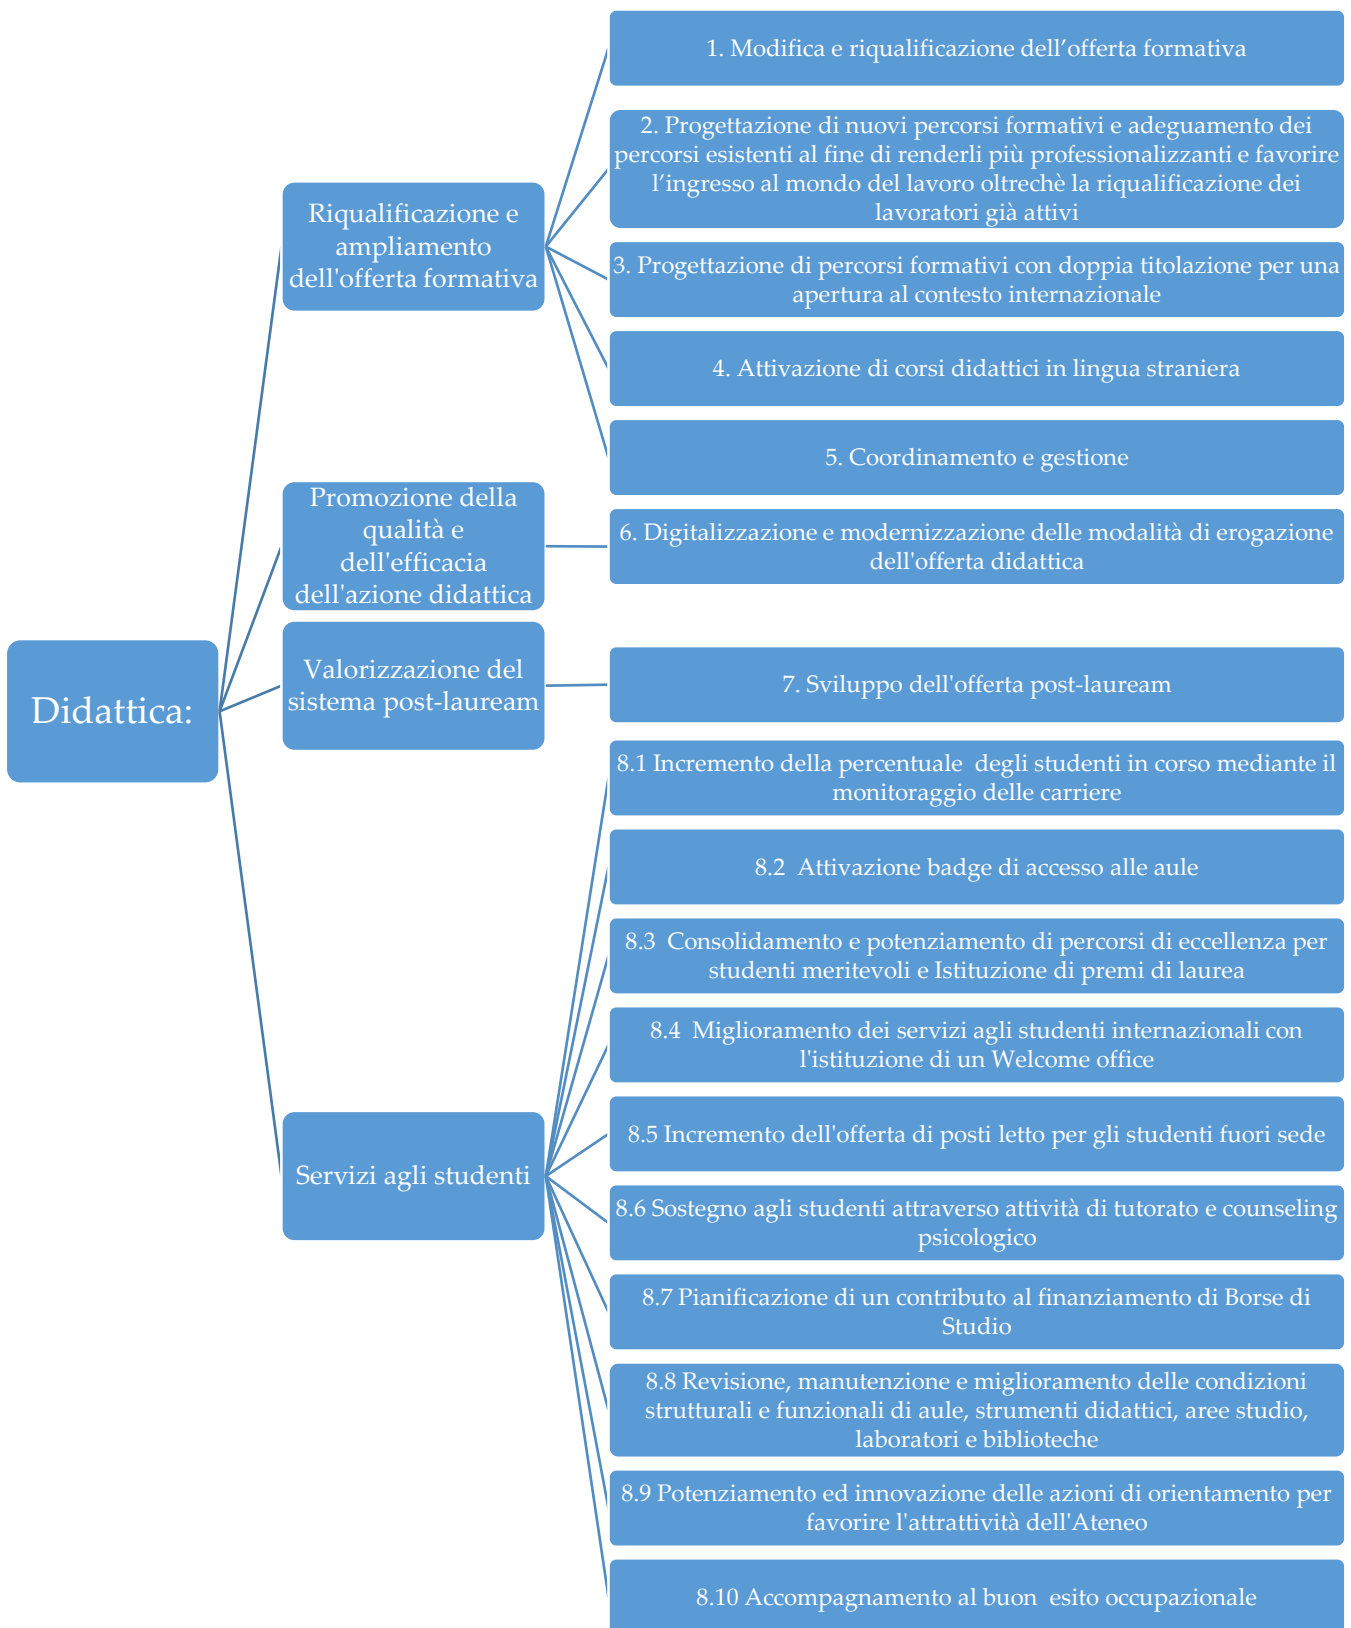 Didattica:
Riqualificazione e
ampliamento
dell'offerta formativa
1. Modifica e riqualificazione dell’offerta formativa
2. Progettazione di nuovi percorsi formativi e adeguamento dei
percorsi esistenti al fine di renderli più professionalizzanti e favorire
l’ingresso al mondo del lavoro oltrechè la riqualificazione dei
lavoratori già attivi
3. Progettazione di percorsi formativi con doppia titolazione per una
apertura al contesto internazionale
4. Attivazione di corsi didattici in lingua straniera
5. Coordinamento e gestione
Promozione della
qualità e
dell'efficacia
dell'azione didattica
6. Digitalizzazione e modernizzazione delle modalità di erogazione
dell'offerta didattica
Valorizzazione del
sistema post-lauream
7. Sviluppo dell'offerta post-lauream
Servizi agli studenti
8.1 Incremento della percentuale  degli studenti in corso mediante il
monitoraggio delle carriere
8.2  Attivazione badge di accesso alle aule
8.3  Consolidamento e potenziamento di percorsi di eccellenza per
studenti meritevoli e Istituzione di premi di laurea
8.4  Miglioramento dei servizi agli studenti internazionali con
l'istituzione di un Welcome office
8.5 Incremento dell'offerta di posti letto per gli studenti fuori sede
8.6 Sostegno agli studenti attraverso attività di tutorato e counseling
psicologico
8.7 Pianificazione di un contributo al finanziamento di Borse di
Studio
8.8 Revisione, manutenzione e miglioramento delle condizioni
strutturali e funzionali di aule, strumenti didattici, aree studio,
laboratori e biblioteche
8.9 Potenziamento ed innovazione delle azioni di orientamento per
favorire l'attrattività dell'Ateneo
8.10 Accompagnamento al buon  esito occupazionale